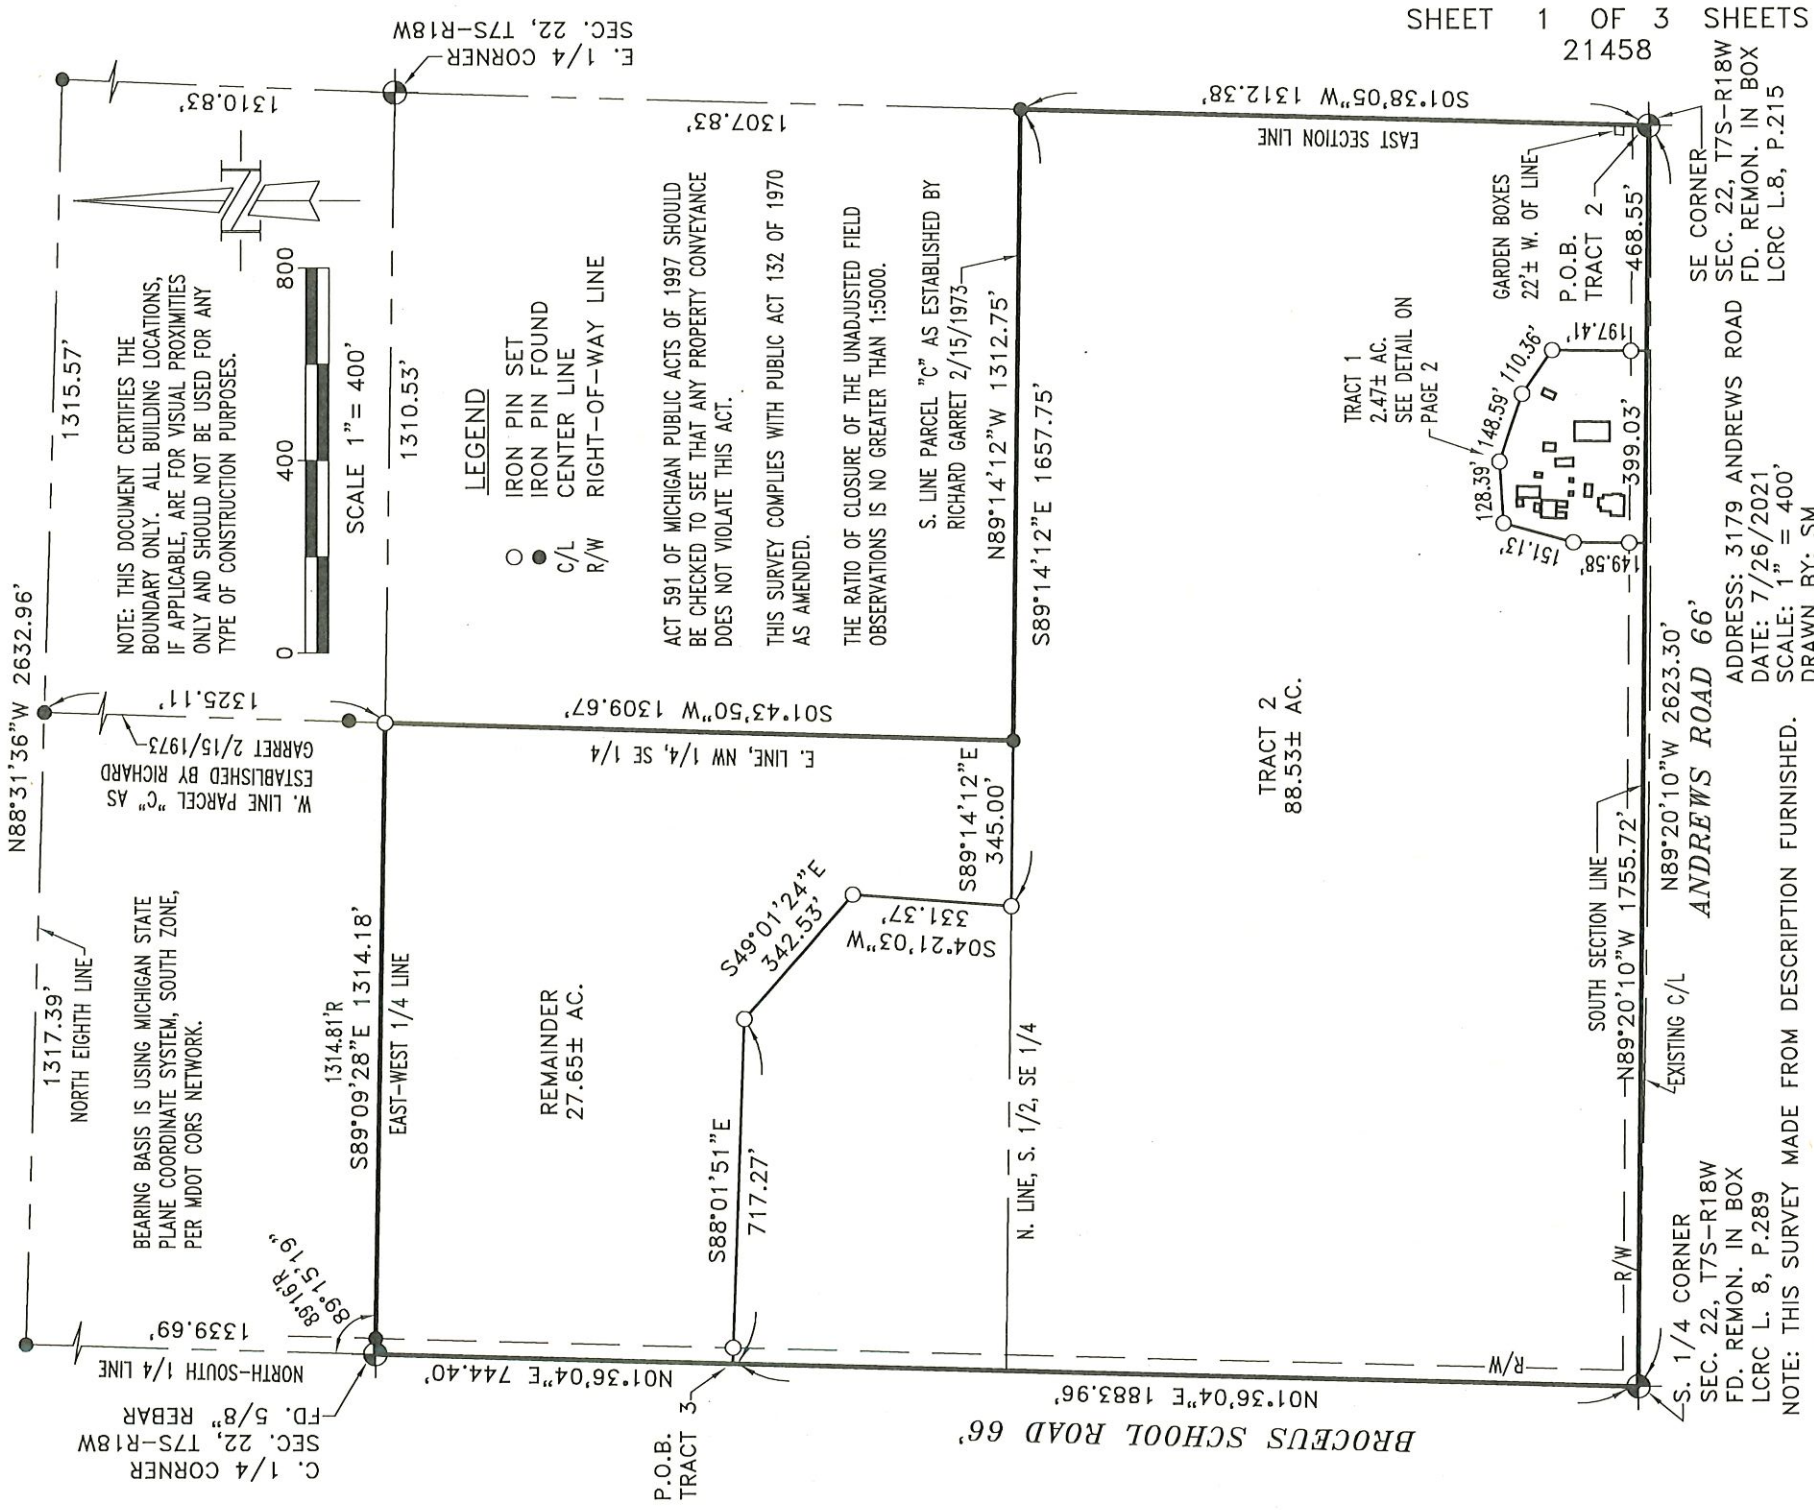 SHEET 1 OF 3 SHEETS
21458
N88°31'36"W 2632.96'
1317.39'
NORTH EIGHTH LINE
1315.57'
1339.69'
NORTH-SOUTH 1/4 LINE
1325.11'
W. LINE PARCEL "C" AS
ESTABLISHED BY RICHARD
GARRET 2/15/1973
1310.83'
E. 1/4 CORNER
SEC. 22, T7S-R18W
BEARING BASIS IS USING MICHIGAN STATE
PLANE COORDINATE SYSTEM, SOUTH ZONE,
PER MDOT CORS NETWORK.
NOTE: THIS DOCUMENT CERTIFIES THE
BOUNDARY ONLY. ALL BUILDING LOCATIONS,
IF APPLICABLE, ARE FOR VISUAL PROXIMITIES
ONLY AND SHOULD NOT BE USED FOR ANY
TYPE OF CONSTRUCTION PURPOSES.
N
0 400 800
SCALE 1"= 400'
C. 1/4 CORNER
SEC. 22, T7S-R18W
FD. 5/8" REBAR
89°16'R
89°15'19"
1314.81'R
S89°09'28"E 1314.18'
EAST-WEST 1/4 LINE
1310.53'
LEGEND
IRON PIN SET
IRON PIN FOUND
C/L CENTER LINE
R/W RIGHT-OF-WAY LINE
1307.83'
N01°36'04"E 744.40'
REMAINDER
27.65± AC.
S01°43'50"W 1309.67'
E. LINE, NW 1/4, SE 1/4
ACT 591 OF MICHIGAN PUBLIC ACTS OF 1997 SHOULD
BE CHECKED TO SEE THAT ANY PROPERTY CONVEYANCE
DOES NOT VIOLATE THIS ACT.
THIS SURVEY COMPLIES WITH PUBLIC ACT 132 OF 1970
AS AMENDED.
THE RATIO OF CLOSURE OF THE UNADJUSTED FIELD
OBSERVATIONS IS NO GREATER THAN 1:5000.
P.O.B.
TRACT 3
S88°01'51"E
717.27'
S49°01'24"E
342.53'
S04°21'03"W
331.37'
S89°14'12"E
345.00'
S. LINE PARCEL "C" AS ESTABLISHED BY
RICHARD GARRET 2/15/1973
N89°14'12"W 1312.75'
S89°14'12"E 1657.75'
N. LINE, S. 1/2, SE 1/4
S01°38'05"W 1312.38'
EAST SECTION LINE
N01°36'04"E 1883.96'
BROCEUS SCHOOL ROAD 66'
TRACT 2
88.53± AC.
TRACT 1
2.47± AC.
SEE DETAIL ON
PAGE 2
149.58'
151.13'
128.39'
148.59'
110.36'
197.41'
399.03'
468.55'
GARDEN BOXES
22'± W. OF LINE
P.O.B.
TRACT 2
R/W
R/W
SOUTH SECTION LINE
N89°20'10"W 1755.72'
EXISTING C/L
N89°20'10"W 2623.30'
ANDREWS ROAD 66'
S. 1/4 CORNER
SEC. 22, T7S-R18W
FD. REMON. IN BOX
LCRC L. 8, P.289
SE CORNER
SEC. 22, T7S-R18W
FD. REMON. IN BOX
LCRC L.8, P.215
NOTE: THIS SURVEY MADE FROM DESCRIPTION FURNISHED.
ADDRESS: 3179 ANDREWS ROAD
DATE: 7/26/2021
SCALE: 1" = 400'
DRAWN BY: SM